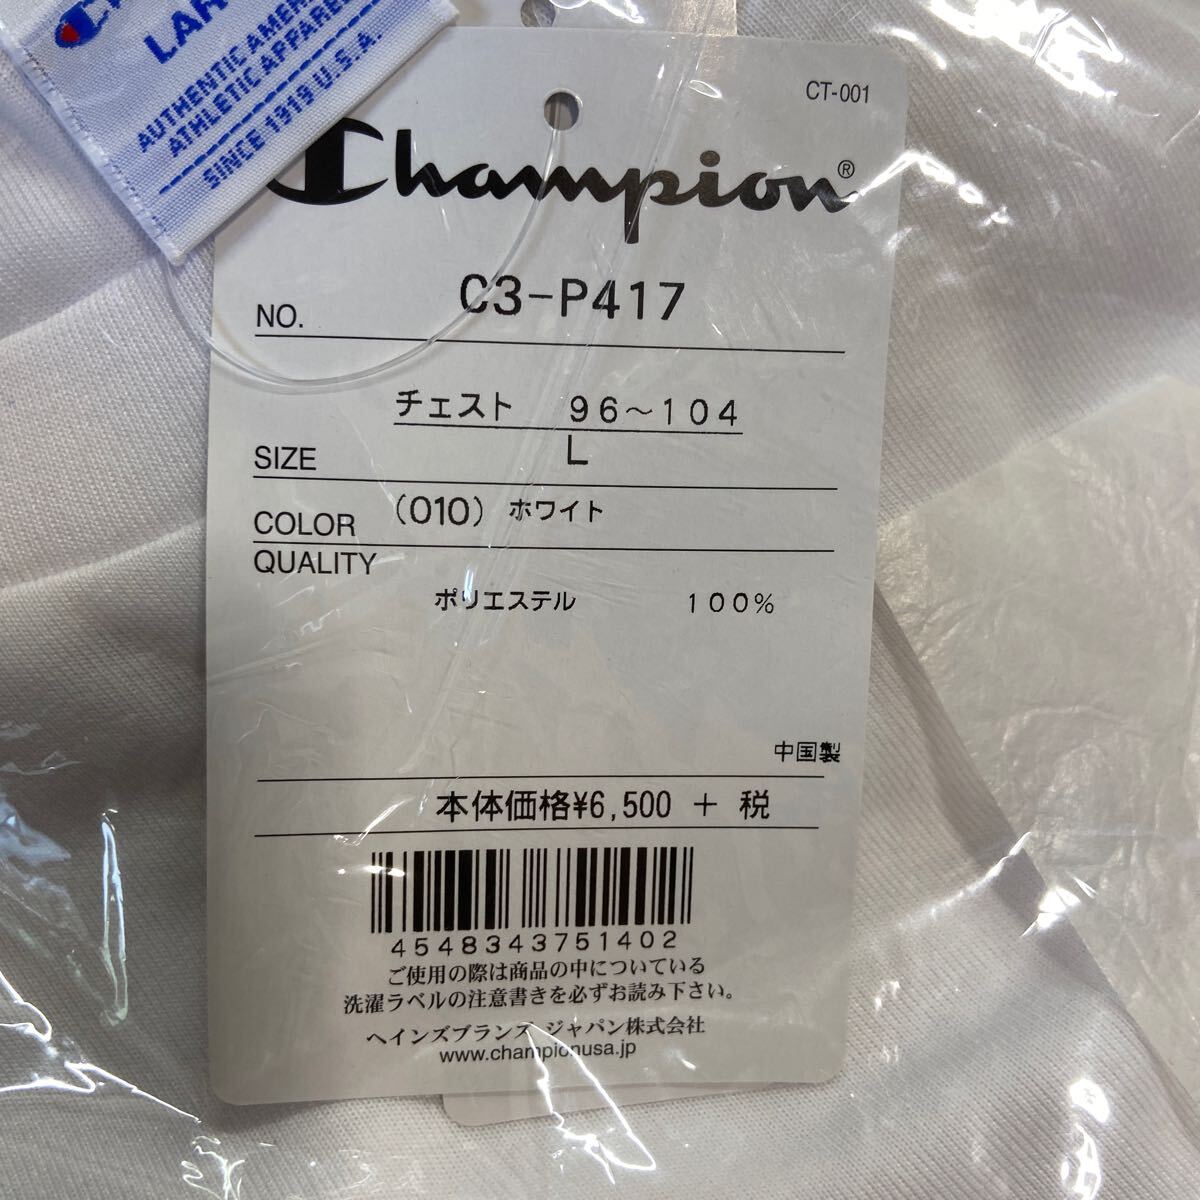 AUTHENTIC AMER
ATHLETIC APPARE
SINCE 1919 U.S.A.
CT-001
Champion®
NO. C3-P417
チェスト 96～104
SIZE L
COLOR (010) ホワイト
QUALITY
ポリエステル 100%
中国製
本体価格¥6,500 + 税
4548343751402
ご使用の際は商品の中についている
洗濯ラベルの注意書きを必ずお読み下さい。
ヘインズブランズ ジャパン株式会社
www.championusa.jp